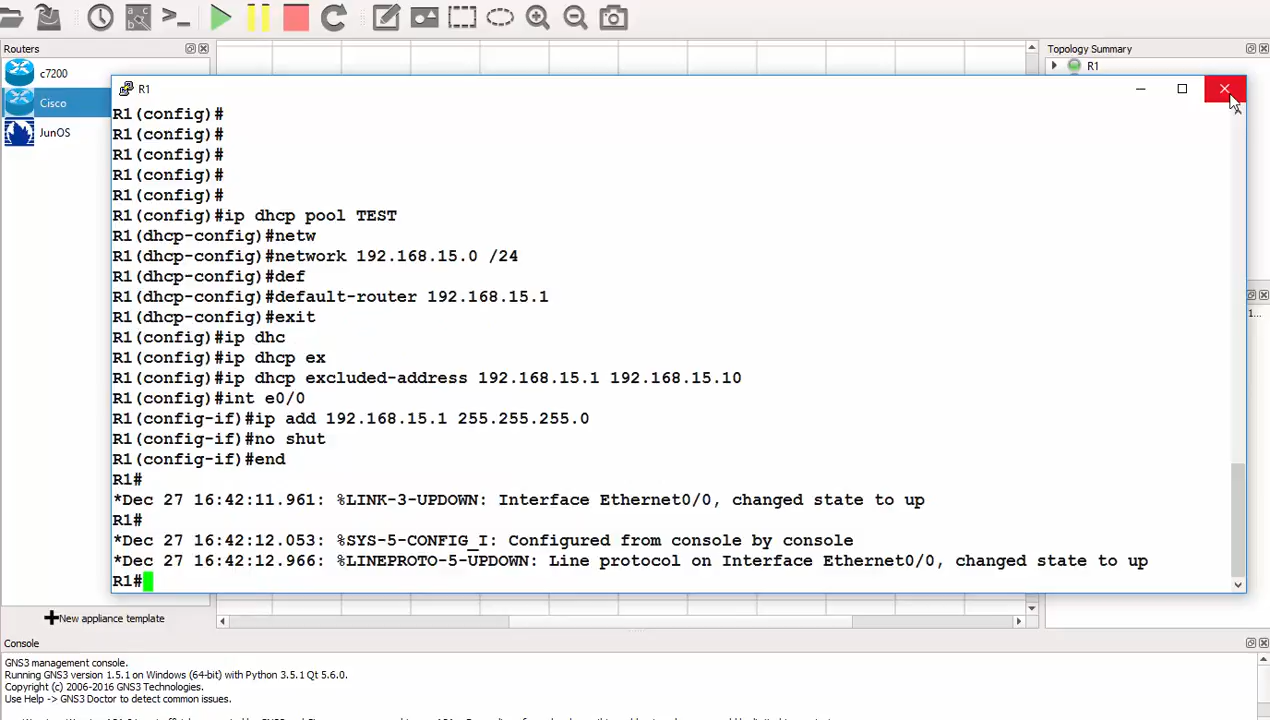 Routers
Topology Summary
c7200
R1
R1
Cisco
JunOS
R1(config)#
R1(config)#
R1(config)#
R1(config)#
R1(config)#
R1(config)#ip dhcp pool TEST
R1(dhcp-config)#netw
R1(dhcp-config)#network 192.168.15.0 /24
R1(dhcp-config)#def
R1(dhcp-config)#default-router 192.168.15.1
R1(dhcp-config)#exit
R1(config)#ip dhc
R1(config)#ip dhcp ex
R1(config)#ip dhcp excluded-address 192.168.15.1 192.168.15.10
R1(config)#int e0/0
R1(config-if)#ip add 192.168.15.1 255.255.255.0
R1(config-if)#no shut
R1(config-if)#end
R1#
*Dec 27 16:42:11.961: %LINK-3-UPDOWN: Interface Ethernet0/0, changed state to up
R1#
*Dec 27 16:42:12.053: %SYS-5-CONFIG_I: Configured from console by console
*Dec 27 16:42:12.966: %LINEPROTO-5-UPDOWN: Line protocol on Interface Ethernet0/0, changed state to up
R1#
1...
New appliance template
Console
GNS3 management console.
Running GNS3 version 1.5.1 on Windows (64-bit) with Python 3.5.1 Qt 5.6.0.
Copyright (c) 2006-2016 GNS3 Technologies.
Use Help -> GNS3 Doctor to detect common issues.